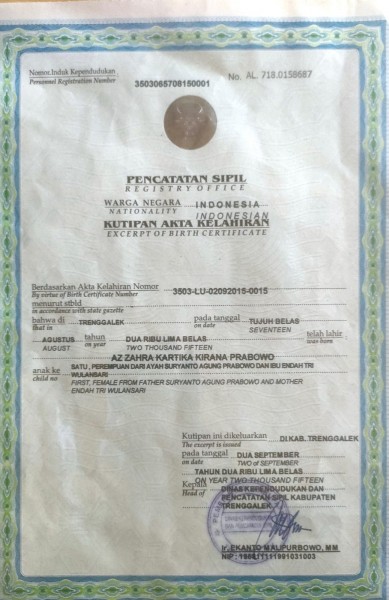 Nomor Induk Kependudukan
Personnel Registration Number 3503065708150001
No. AL. 718.0158687
PENCATATAN SIPIL
REGISTRY OFFICE
WARGA NEGARA INDONESIA
NATIONALITY INDONESIAN
KUTIPAN AKTA KELAHIRAN
EXCERPT OF BIRTH CERTIFICATE
Berdasarkan Akta Kelahiran Nomor 3503-LU-02092015-0015
By virtue of Birth Certificate Number
menurut stbld
in accordance with state gazette
bahwa di TRENGGALEK pada tanggal TUJUH BELAS
that in on date SEVENTEEN
AGUSTUS tahun DUA RIBU LIMA BELAS telah lahir
AUGUST on year TWO THOUSAND FIFTEEN was born
AZ ZAHRA KARTIKA KIRANA PRABOWO
anak ke SATU, PEREMPUAN DARI AYAH SURYANTO AGUNG PRABOWO DAN IBU ENDAH TRI
WULANSARI
child no FIRST, FEMALE FROM FATHER SURYANTO AGUNG PRABOWO AND MOTHER
ENDAH TRI WULANSARI
Kutipan ini dikeluarkan DI KAB. TRENGGALEK
The excerpt is issued
pada tanggal DUA SEPTEMBER
on date TWO of SEPTEMBER
TAHUN DUA RIBU LIMA BELAS
ON YEAR TWO THOUSAND FIFTEEN
Kepala DINAS KEPENDUDUKAN DAN
Head of PENCATATAN SIPIL KABUPATEN
TRENGGALEK
Ir. EKANTO MALIPURBOWO, MM